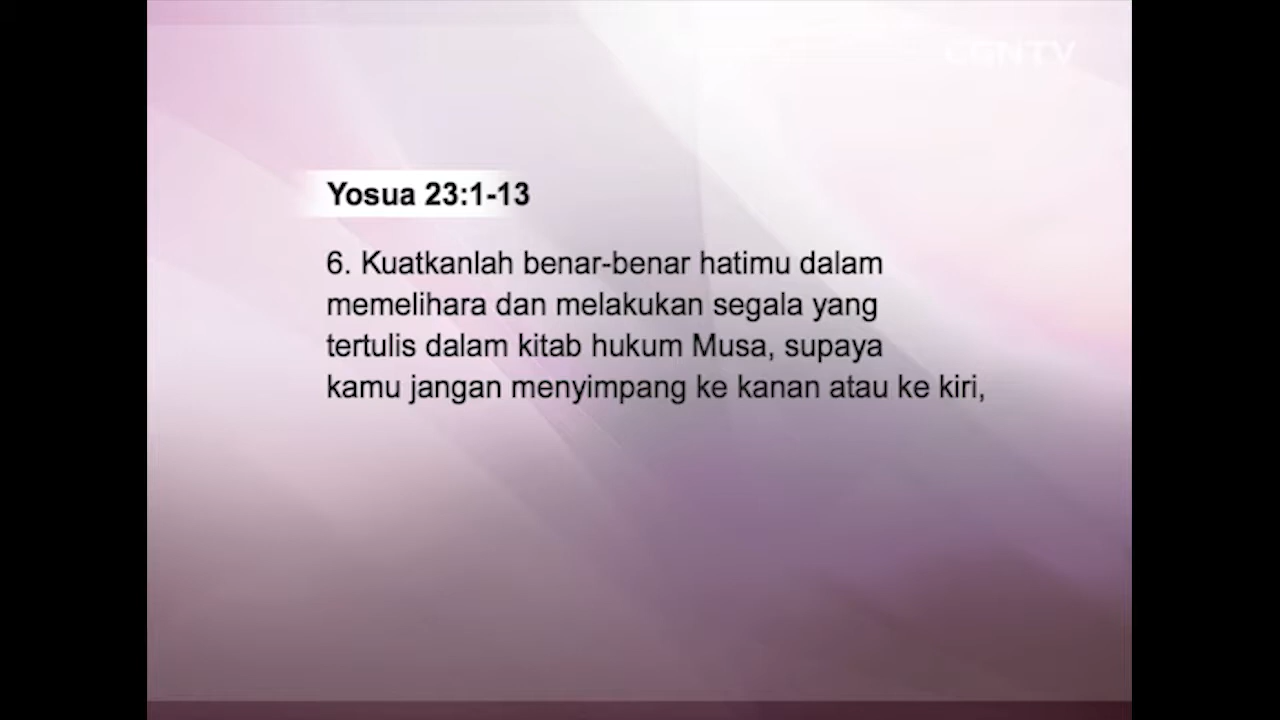 CGNTV
Yosua 23:1-13
6. Kuatkanlah benar-benar hatimu dalam
memelihara dan melakukan segala yang
tertulis dalam kitab hukum Musa, supaya
kamu jangan menyimpang ke kanan atau ke kiri,